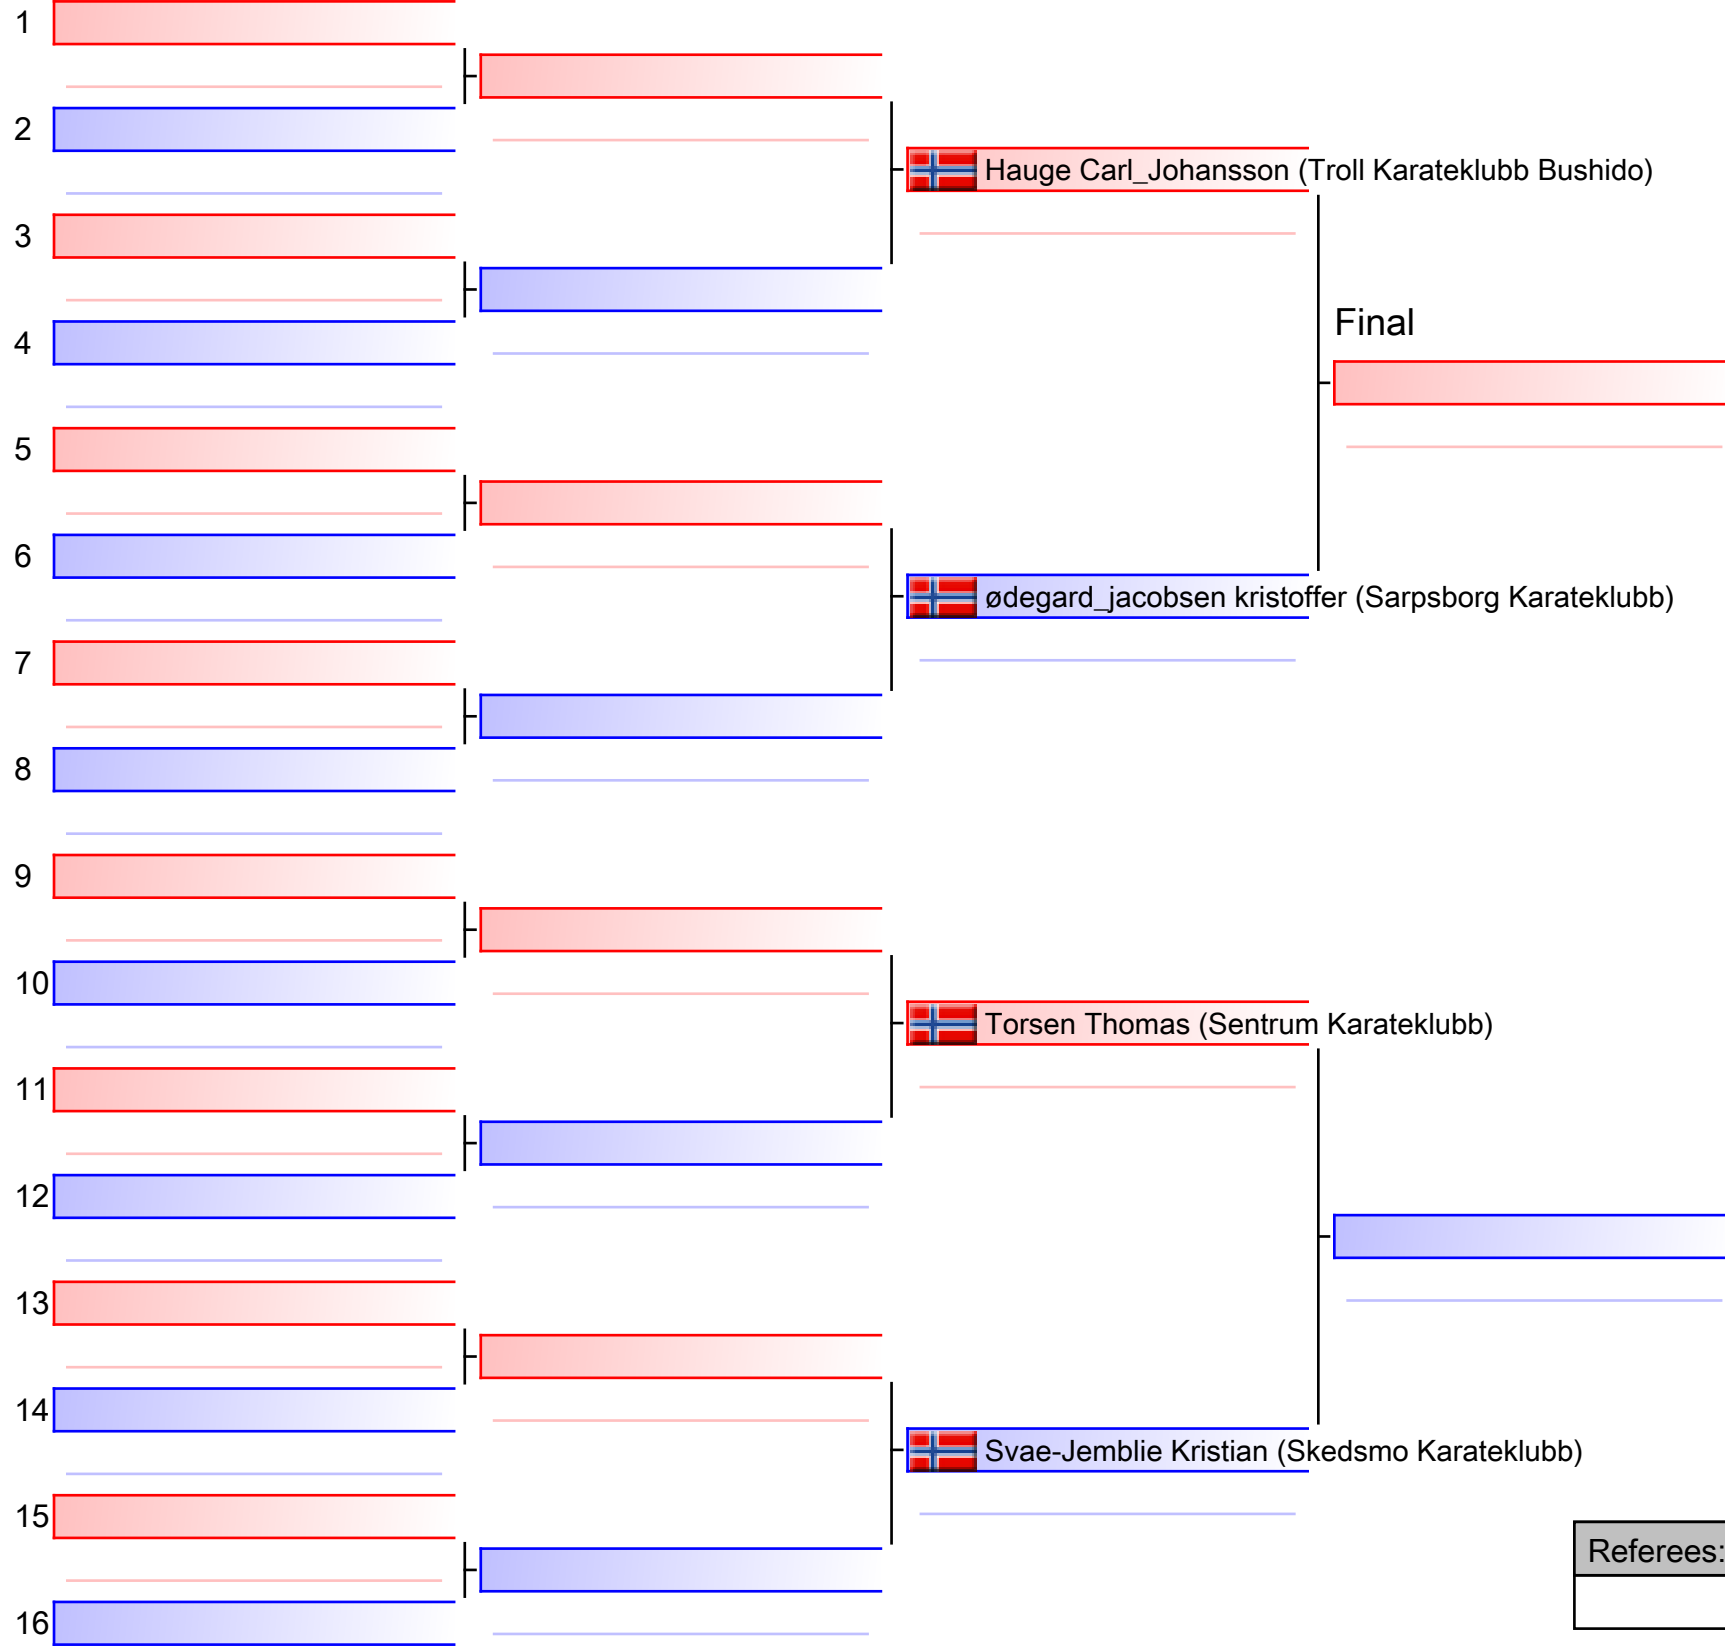 1
2
Hauge Carl_Johansson (Troll Karateklubb Bushido)
3
Final
4
5
6
ødegard_jacobsen kristoffer (Sarpsborg Karateklubb)
7
8
9
10
Torsen Thomas (Sentrum Karateklubb)
11
12
13
14
Svae-Jemblie Kristian (Skedsmo Karateklubb)
15
Referees:
16